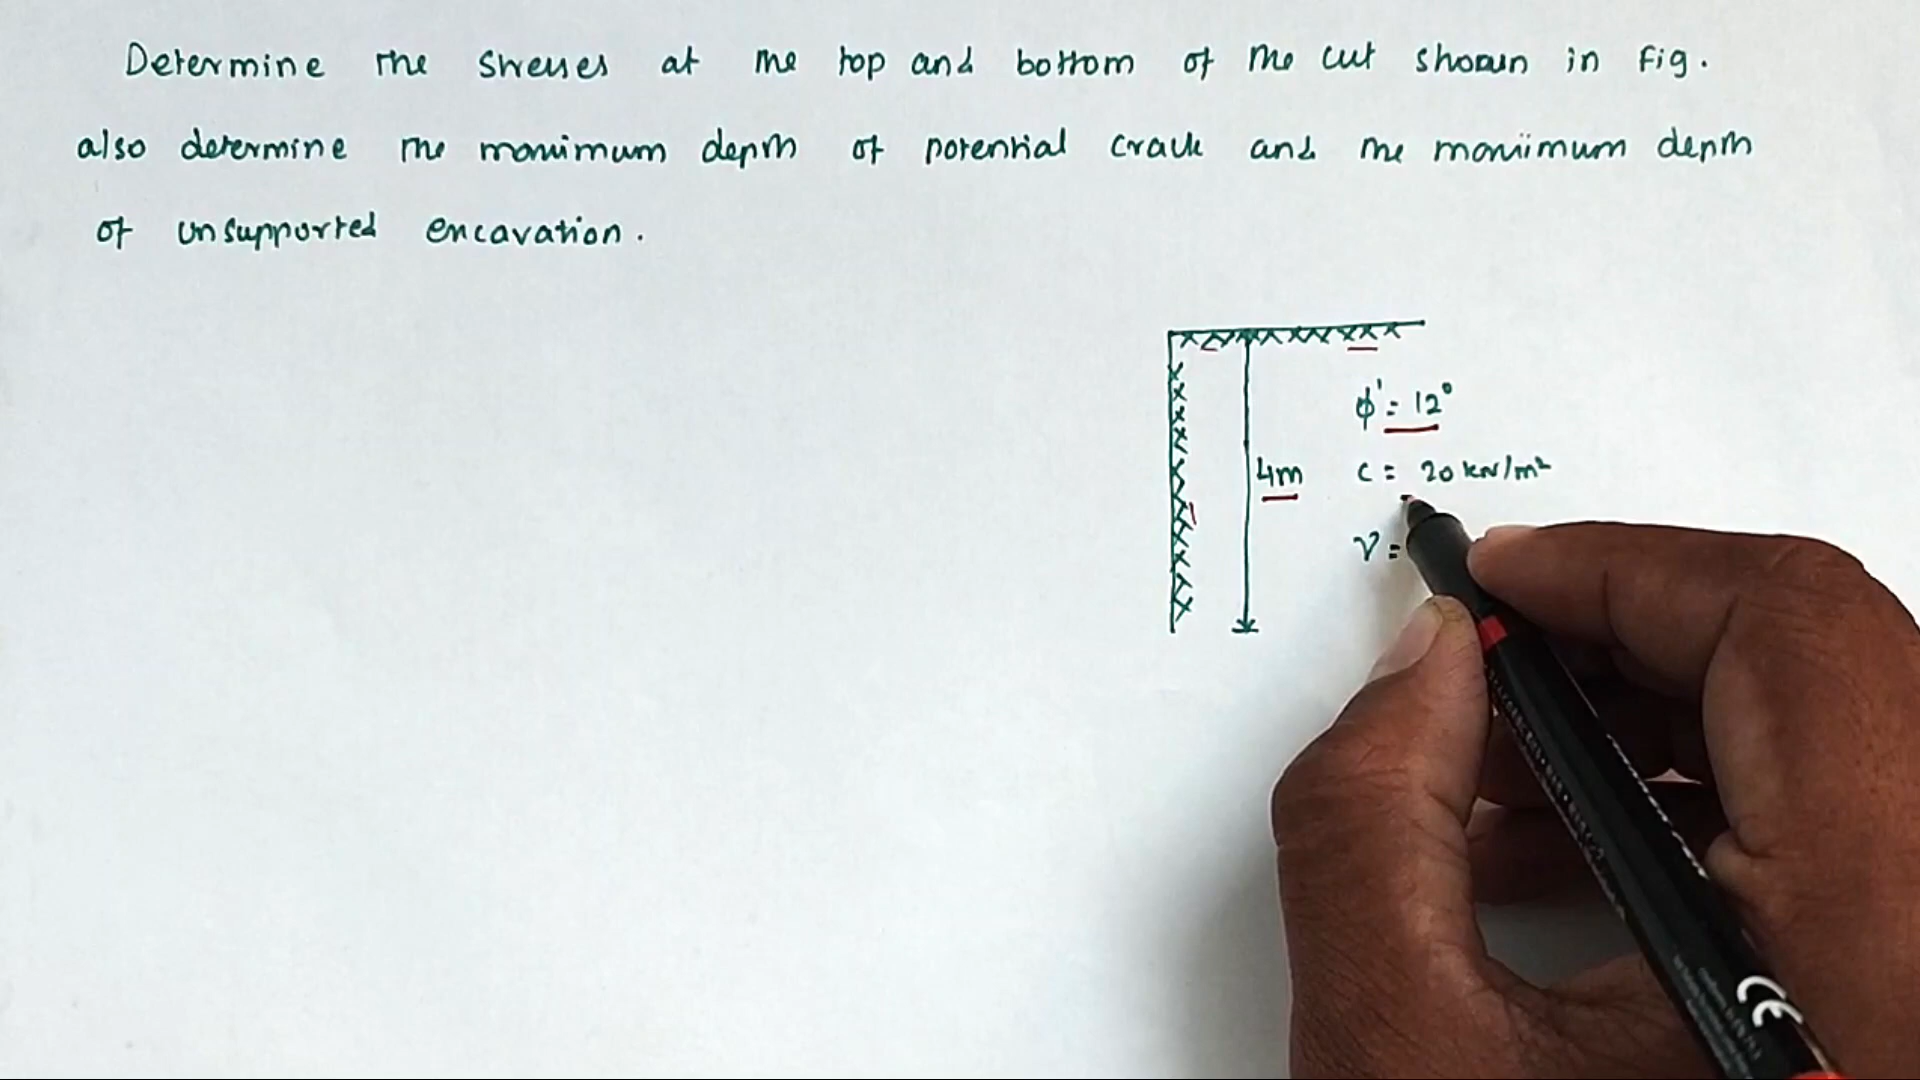 Determine the stresses at the top and bottom of the cut shown in fig.
also determine the maximum depth of potential crack and the maximum depth
of unsupported excavation.
ϕ' = 12°
4m
c = 20 kN/m²
γ =
CE